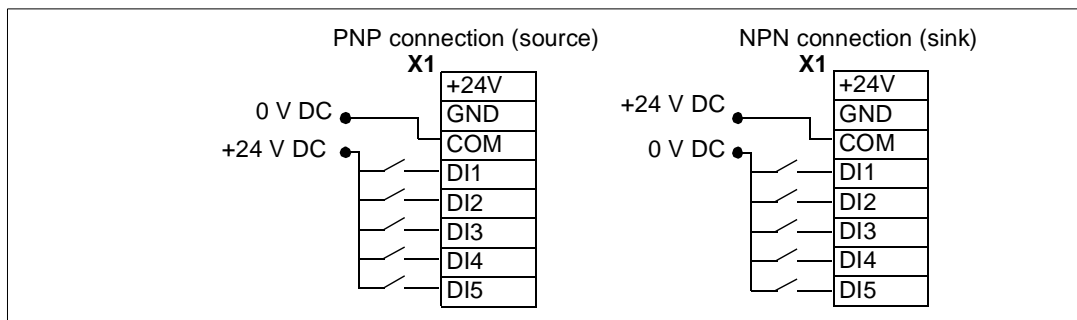 PNP connection (source)
X1
+24V
GND
COM
DI1
DI2
DI3
DI4
DI5
0 V DC
+24 V DC
NPN connection (sink)
X1
+24V
GND
COM
DI1
DI2
DI3
DI4
DI5
+24 V DC
0 V DC